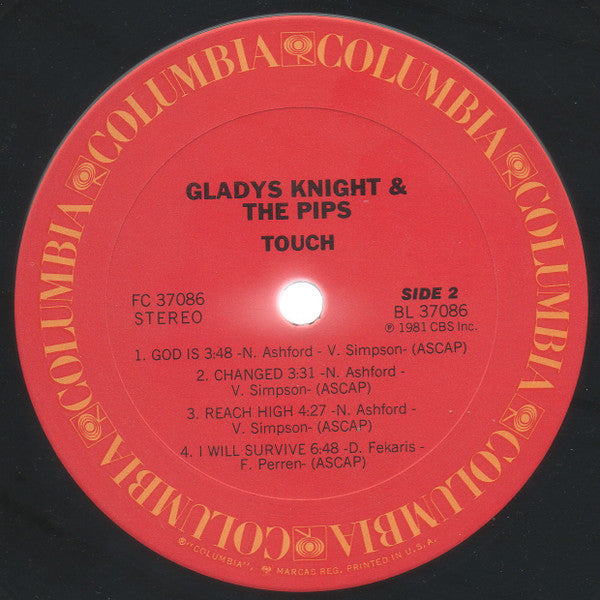 COLUMBIA COLUMBIA COLUMBIA COLUMBIA COLUMBIA COLUMBIA COLUMBIA COLUMBIA
GLADYS KNIGHT &
THE PIPS
TOUCH
FC 37086
STEREO
SIDE 2
BL 37086
℗ 1981 CBS Inc.
1. GOD IS 3:48 -N. Ashford - V. Simpson- (ASCAP)
2. CHANGED 3:31 -N. Ashford -
V. Simpson- (ASCAP)
3. REACH HIGH 4:27 -N. Ashford -
V. Simpson- (ASCAP)
4. I WILL SURVIVE 6:48 -D. Fekaris -
F. Perren- (ASCAP)
®"COLUMBIA", MARCAS REG. PRINTED IN U.S.A.